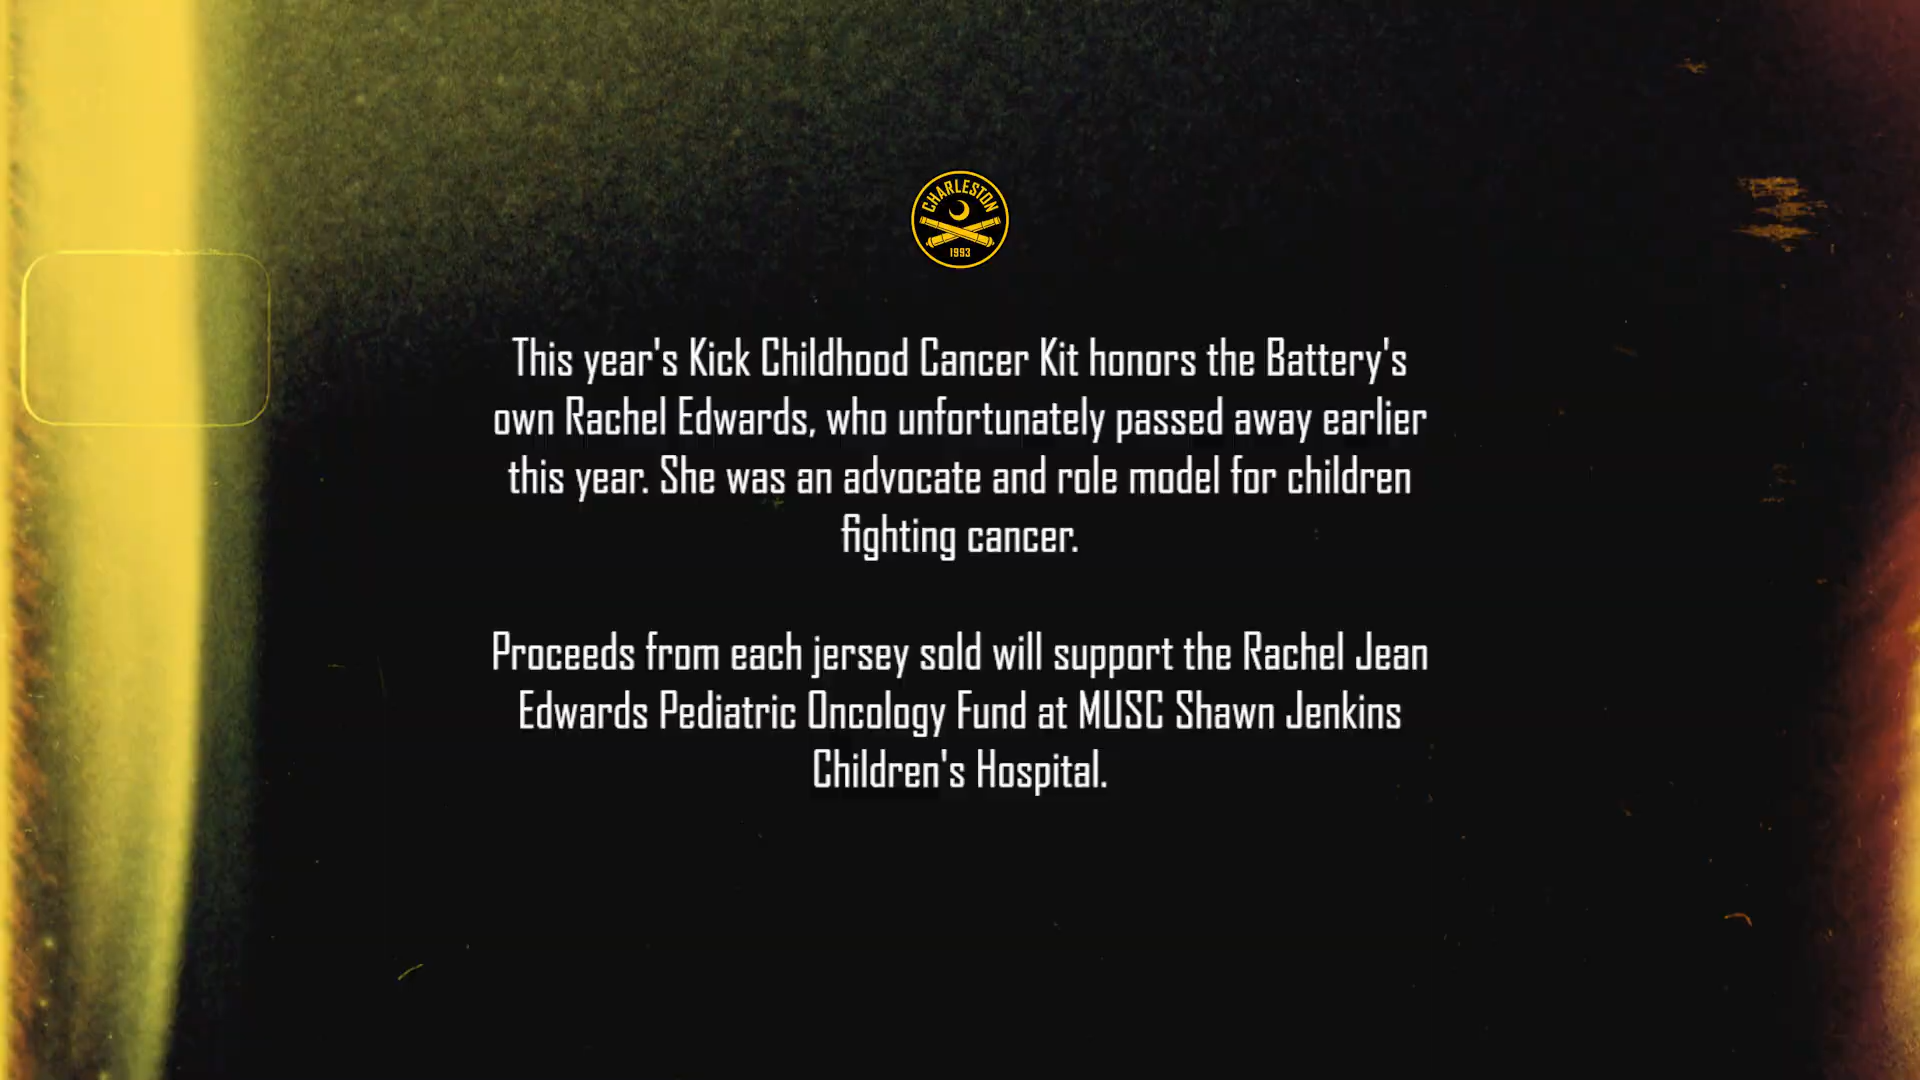 CHARLESTON
1993
This year's Kick Childhood Cancer Kit honors the Battery's
own Rachel Edwards, who unfortunately passed away earlier
this year. She was an advocate and role model for children
fighting cancer.
Proceeds from each jersey sold will support the Rachel Jean
Edwards Pediatric Oncology Fund at MUSC Shawn Jenkins
Children's Hospital.